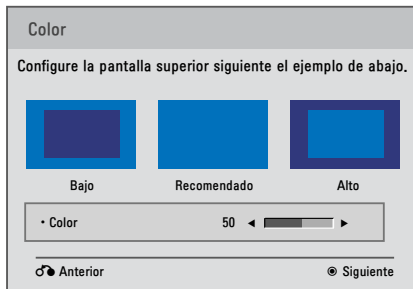 Color
Configure la pantalla superior siguiente el ejemplo de abajo.
Bajo Recomendado Alto
• Color 50 ◄ ►
Anterior ◉ Siguiente